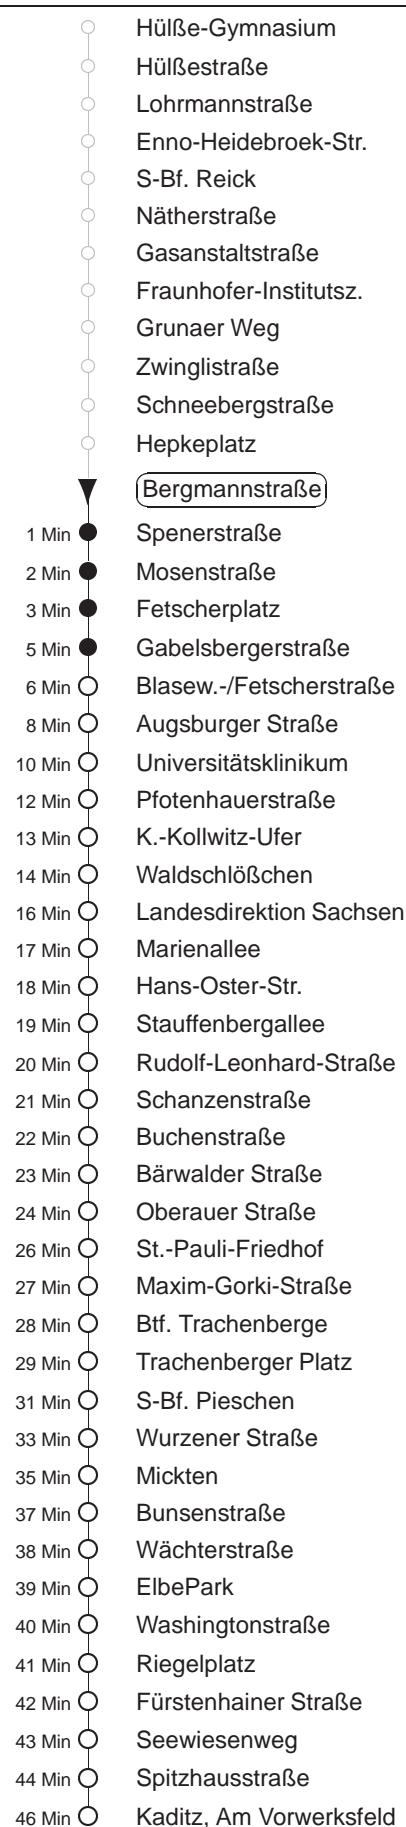 Hülße-Gymnasium
Hülßestraße
Lohrmannstraße
Enno-Heidebroek-Str.
S-Bf. Reick
Nätherstraße
Gasanstaltstraße
Fraunhofer-Institutsz.
Grunaer Weg
Zwinglistraße
Schneebergstraße
Hepkeplatz
Bergmannstraße
1 Min Spenerstraße
2 Min Mosenstraße
3 Min Fetscherplatz
5 Min Gabelsbergerstraße
6 Min Blasew.-/Fetscherstraße
8 Min Augsburger Straße
10 Min Universitätsklinikum
12 Min Pfotenhauerstraße
13 Min K.-Kollwitz-Ufer
14 Min Waldschlößchen
16 Min Landesdirektion Sachsen
17 Min Marienallee
18 Min Hans-Oster-Str.
19 Min Stauffenbergallee
20 Min Rudolf-Leonhard-Straße
21 Min Schanzenstraße
22 Min Buchenstraße
23 Min Bärwalder Straße
24 Min Oberauer Straße
26 Min St.-Pauli-Friedhof
27 Min Maxim-Gorki-Straße
28 Min Btf. Trachenberge
29 Min Trachenberger Platz
31 Min S-Bf. Pieschen
33 Min Wurzener Straße
35 Min Mickten
37 Min Bunsenstraße
38 Min Wächterstraße
39 Min ElbePark
40 Min Washingtonstraße
41 Min Riegelplatz
42 Min Fürstenhainer Straße
43 Min Seewiesenweg
44 Min Spitzhausstraße
46 Min Kaditz, Am Vorwerksfeld